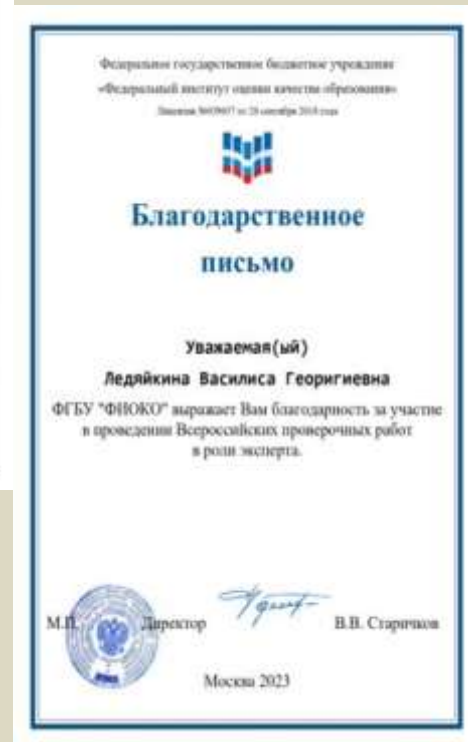 Федеральное государственное бюджетное учреждение
«Федеральный институт оценки качества образования»
Благодарственное
письмо
Уважаемая(ый)
Ледяйкина Василиса Георигиевна
ФГБУ "ФИОКО" выражает Вам благодарность за участие
в проведении Всероссийских проверочных работ
в роли эксперта.
М.П. Директор В.В. Старичков
Москва 2023